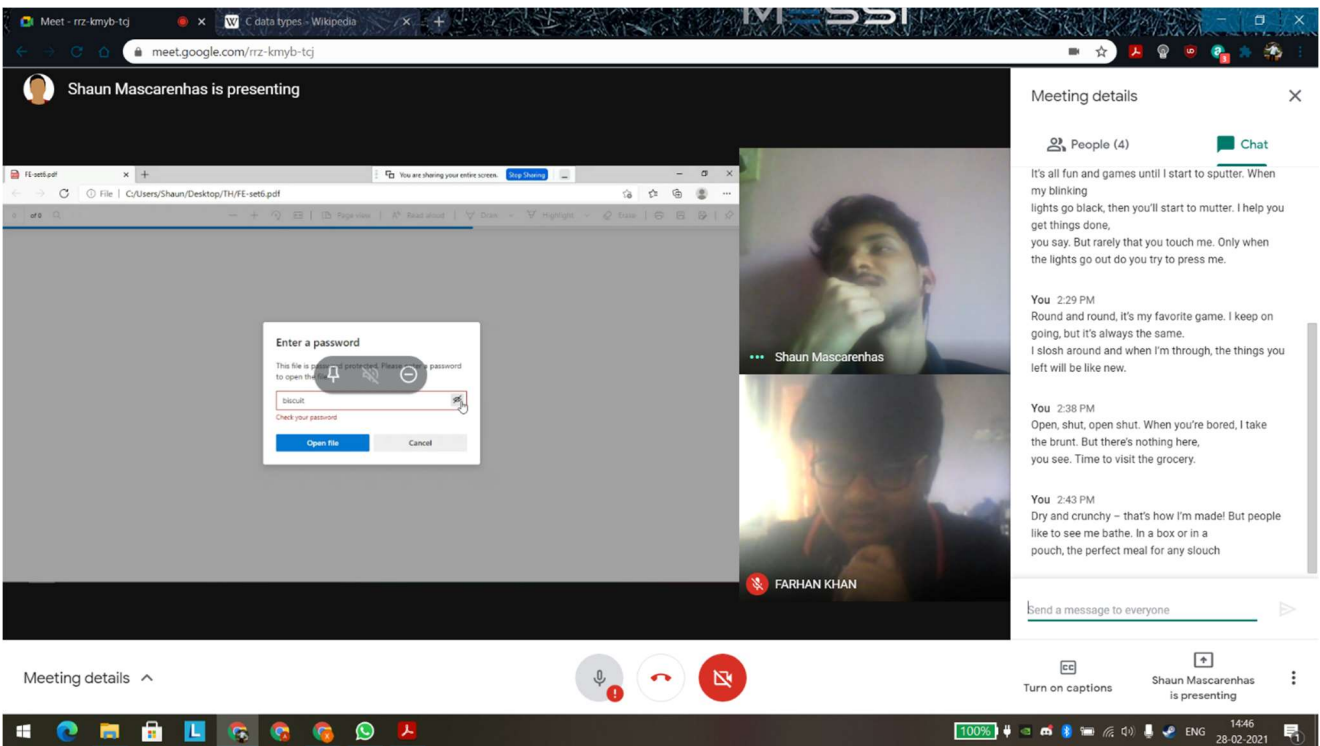 Meet - rrz-kmyb-tcj
C data types - Wikipedia
MESSI
meet.google.com/rrz-kmyb-tcj
Shaun Mascarenhas is presenting
FE-set6.pdf
You are sharing your entire screen. Stop Sharing
File | C:/Users/Shaun/Desktop/TH/FE-set6.pdf
of 0
Page view | Read aloud | Draw Highlight Erase
Enter a password
This file is password protected. Please enter a password
to open the file.
biscuit
Check your password
Open file Cancel
Shaun Mascarenhas
FARHAN KHAN
Meeting details
People (4) Chat
It's all fun and games until I start to sputter. When
my blinking
lights go black, then you'll start to mutter. I help you
get things done,
you say. But rarely that you touch me. Only when
the lights go out do you try to press me.
You 2:29 PM
Round and round, it's my favorite game. I keep on
going, but it's always the same.
I slosh around and when I'm through, the things you
left will be like new.
You 2:38 PM
Open, shut, open shut. When you're bored, I take
the brunt. But there's nothing here,
you see. Time to visit the grocery.
You 2:43 PM
Dry and crunchy – that's how I'm made! But people
like to see me bathe. In a box or in a
pouch, the perfect meal for any slouch
Send a message to everyone
Meeting details
Turn on captions
Shaun Mascarenhas
is presenting
100%
ENG
14:46
28-02-2021